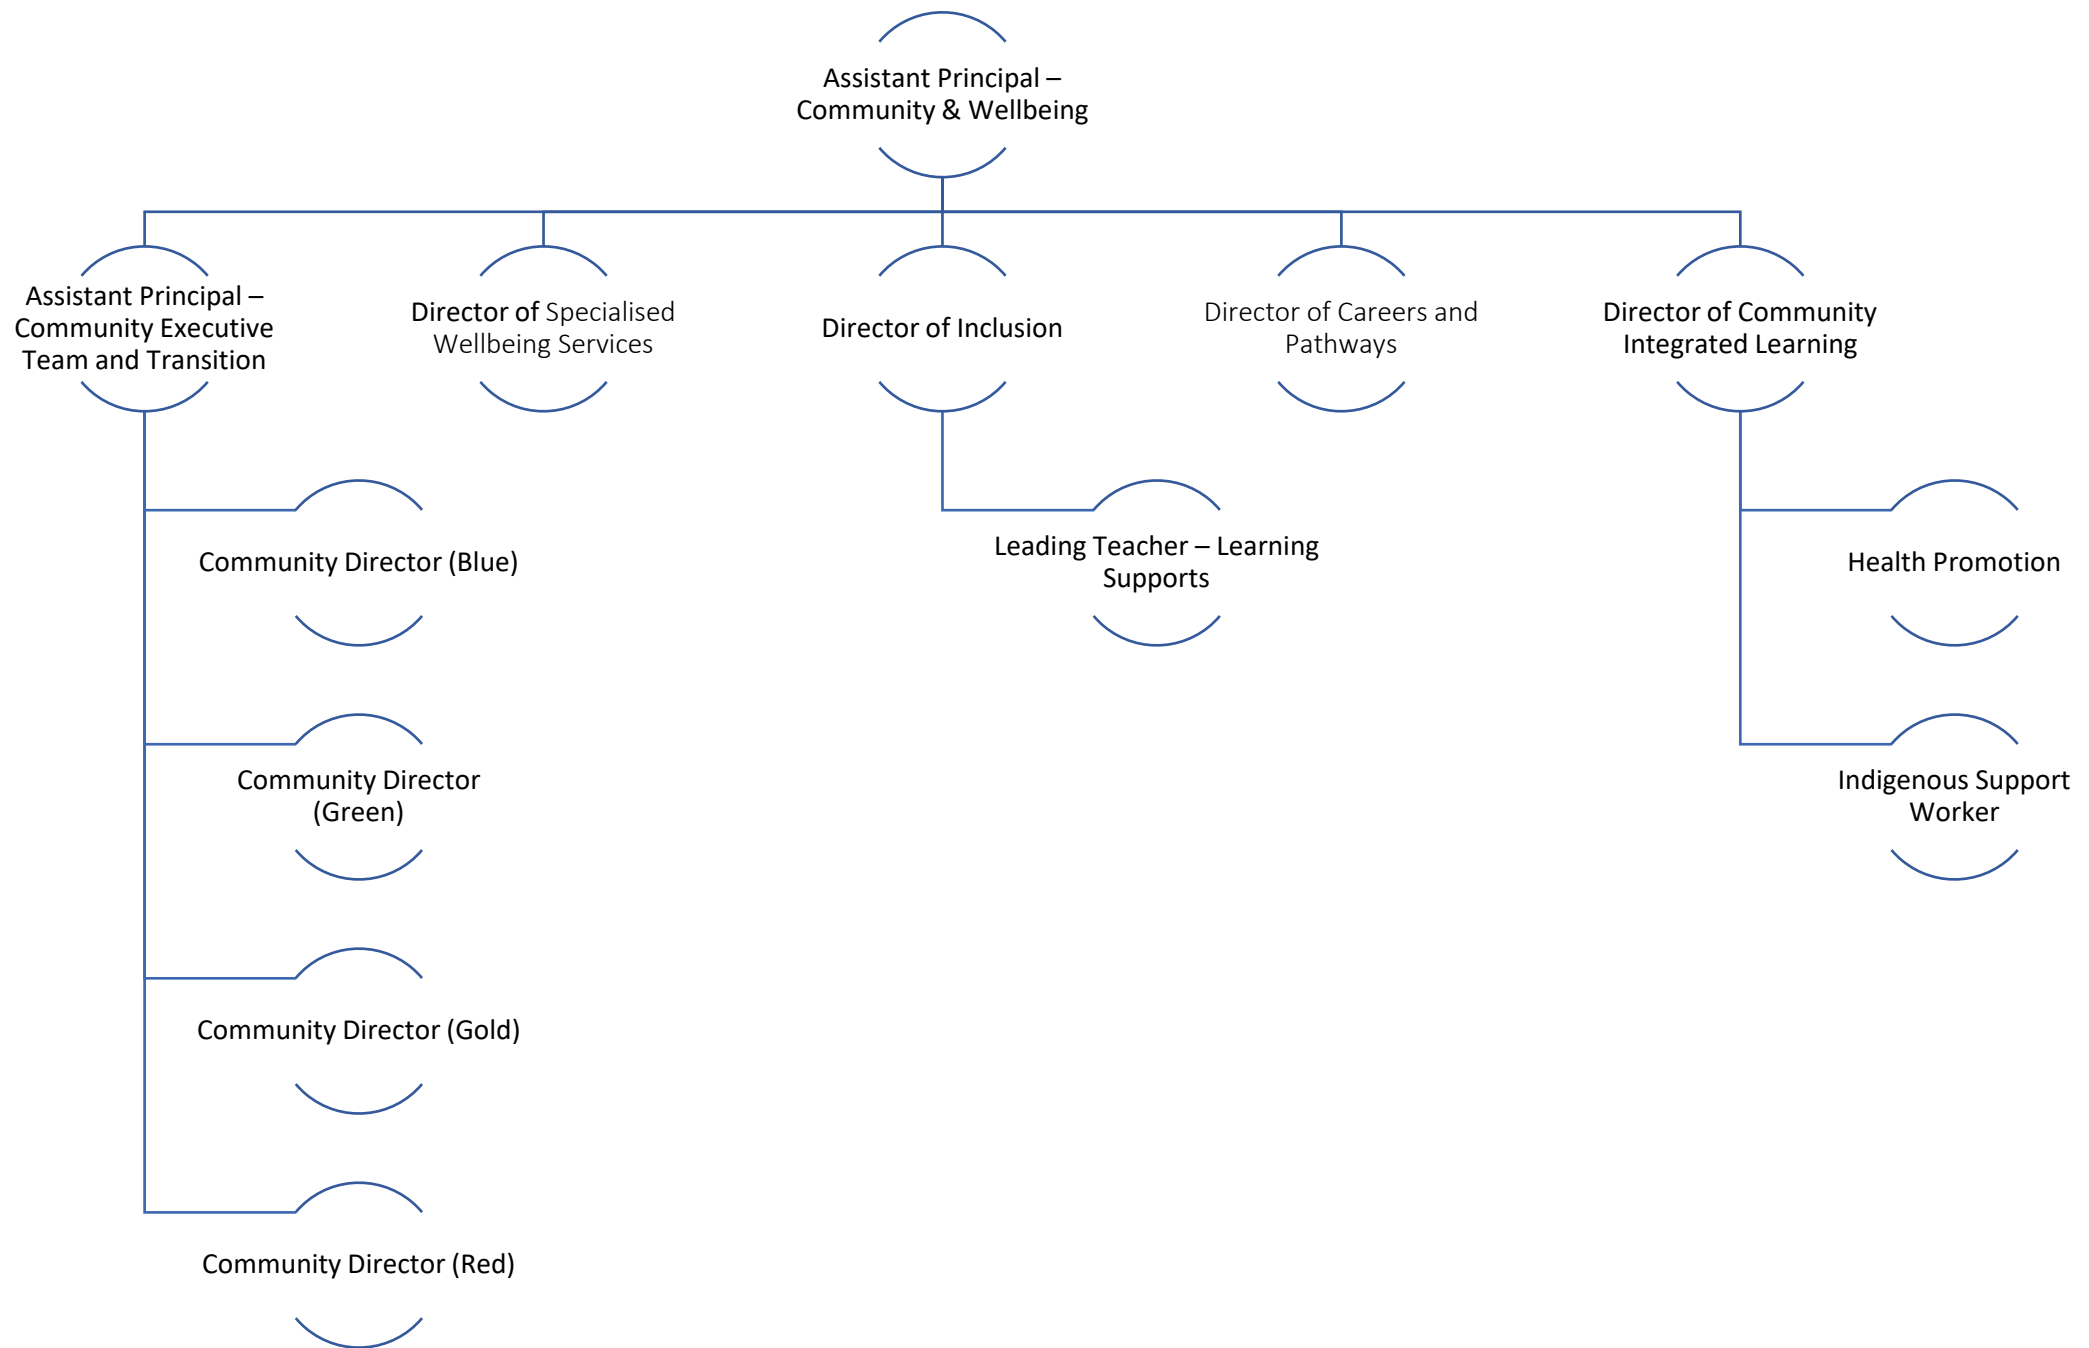 Assistant Principal –
Community & Wellbeing
Assistant Principal –
Community Executive
Team and Transition
Director of Specialised
Wellbeing Services
Director of Inclusion
Director of Careers and
Pathways
Director of Community
Integrated Learning
Community Director (Blue)
Community Director
(Green)
Community Director (Gold)
Community Director (Red)
Leading Teacher – Learning
Supports
Health Promotion
Indigenous Support
Worker